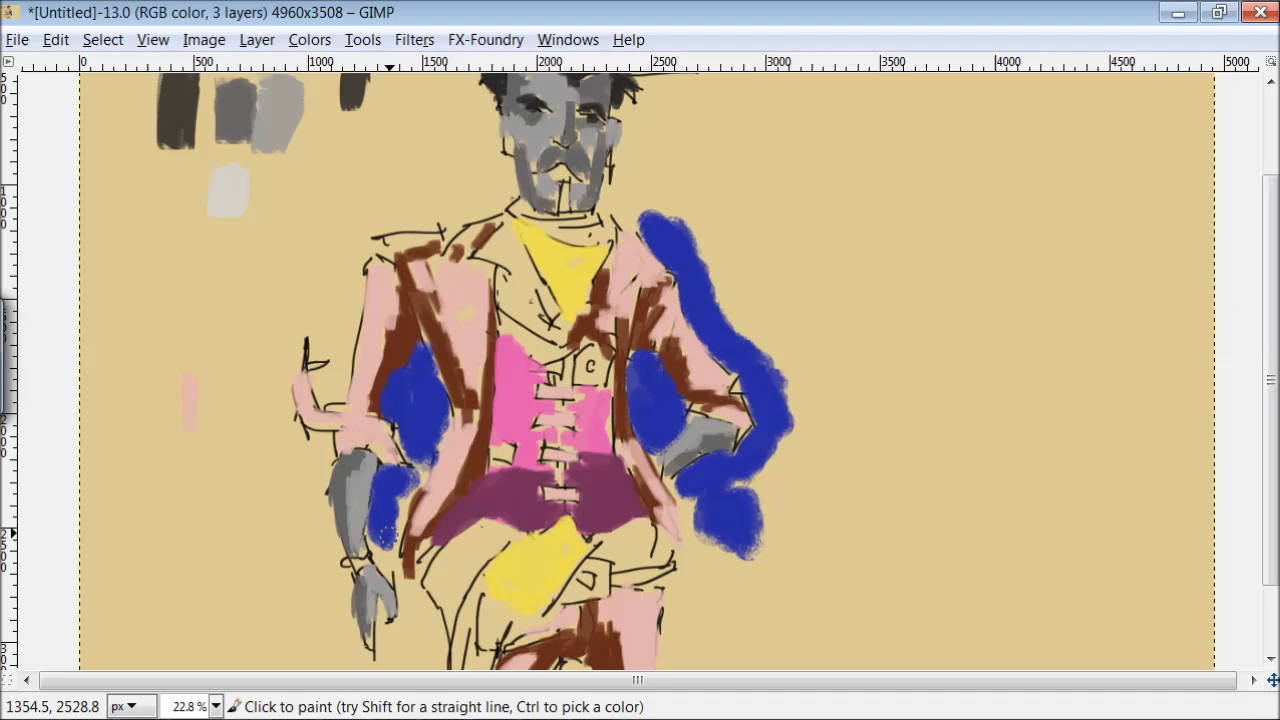 *[Untitled]-13.0 (RGB color, 3 layers) 4960x3508 – GIMP
File Edit Select View Image Layer Colors Tools Filters FX-Foundry Windows Help
0 500 1000 1500 2000 2500 3000 3500 4000 4500 5000
C
1354.5, 2528.8 px 22.8 % Click to paint (try Shift for a straight line, Ctrl to pick a color)